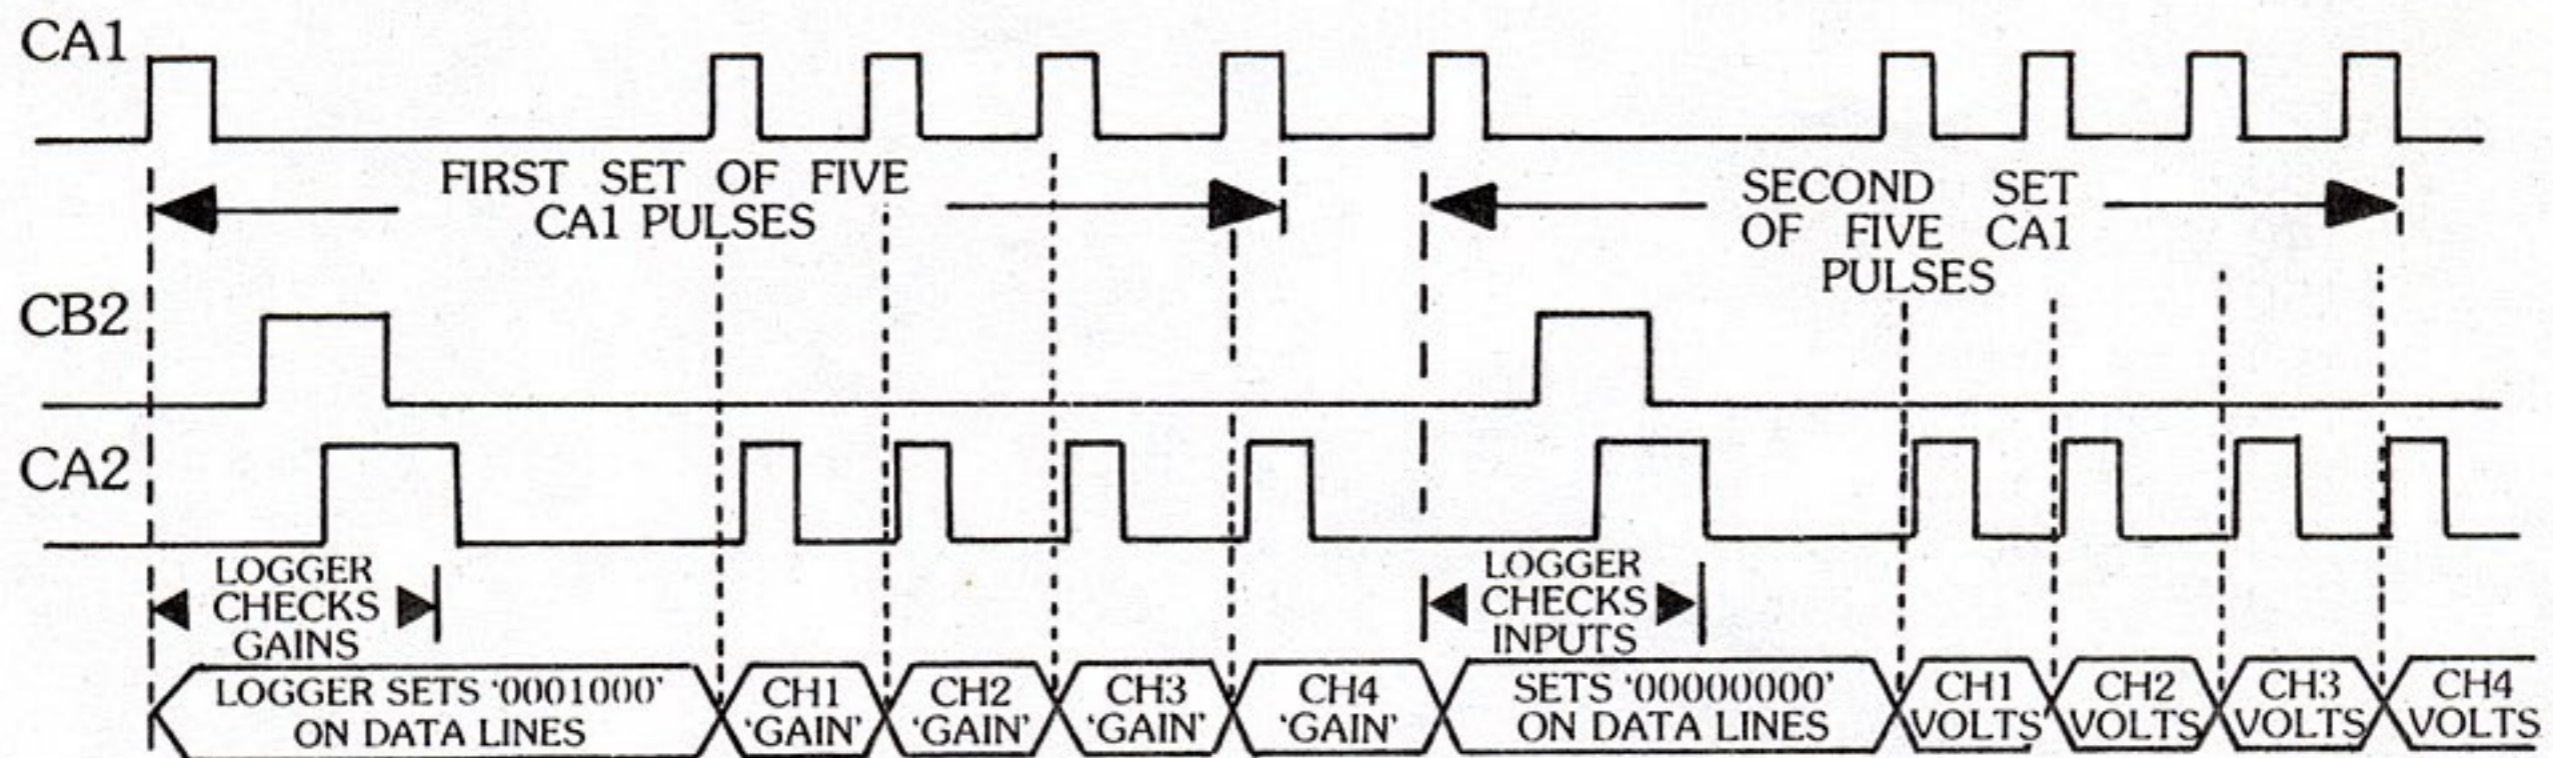 CA1
FIRST SET OF FIVE
CA1 PULSES
SECOND SET
OF FIVE CA1
PULSES
CB2
CA2
LOGGER
CHECKS
GAINS
LOGGER
CHECKS
INPUTS
LOGGER SETS ‘0001000’
ON DATA LINES
CH1
‘GAIN’
CH2
‘GAIN’
CH3
‘GAIN’
CH4
‘GAIN’
SETS ‘00000000’
ON DATA LINES
CH1
VOLTS
CH2
VOLTS
CH3
VOLTS
CH4
VOLTS